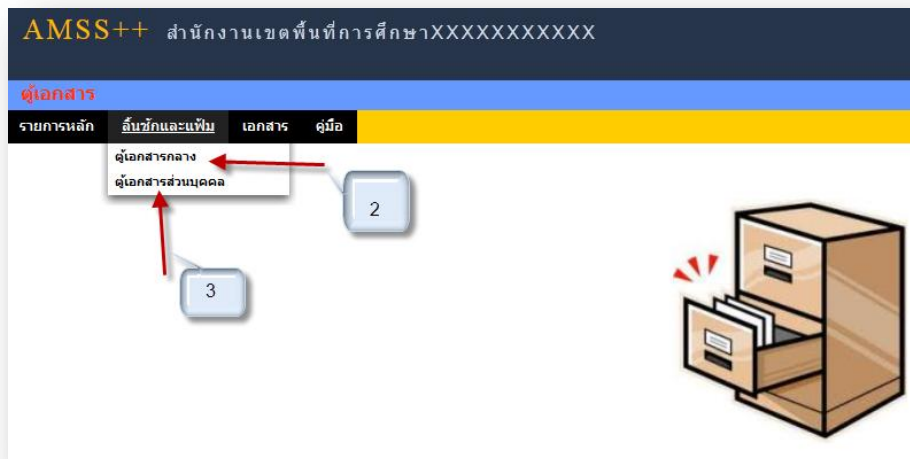 AMSS++ สำนักงานเขตพื้นที่การศึกษาXXXXXXXXXXX
ตู้เอกสาร
รายการหลัก ลิ้นชักและแฟ้ม เอกสาร คู่มือ
ตู้เอกสารกลาง
ตู้เอกสารส่วนบุคคล
2
3